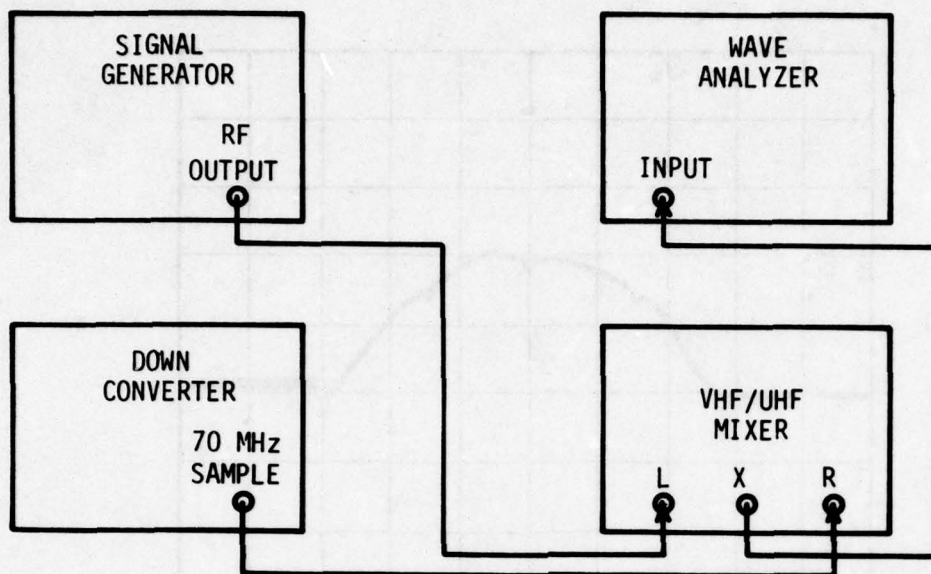 SIGNAL
GENERATOR
RF
OUTPUT
WAVE
ANALYZER
INPUT
DOWN
CONVERTER
70 MHz
SAMPLE
VHF/UHF
MIXER
L X R